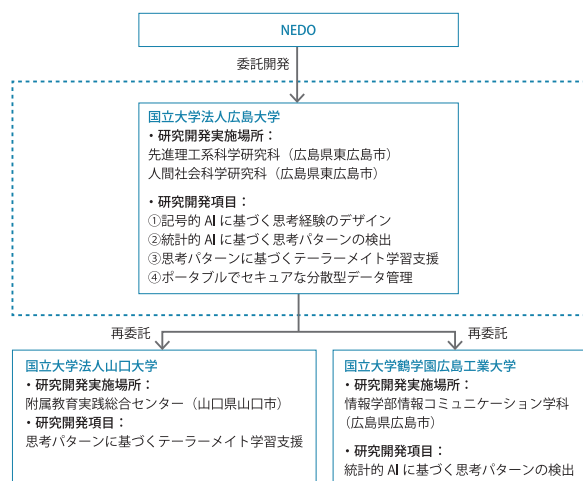 NEDO
委託開発
国立大学法人広島大学
・研究開発実施場所：
先進理工系科学研究科（広島県東広島市）
人間社会科学研究科（広島県東広島市）
・研究開発項目：
①記号的 AI に基づく思考経験のデザイン
②統計的 AI に基づく思考パターンの検出
③思考パターンに基づくテーラーメイト学習支援
④ポータブルでセキュアな分散型データ管理
再委託
再委託
国立大学法人山口大学
・研究開発実施場所：
附属教育実践総合センター（山口県山口市）
・研究開発項目：
思考パターンに基づくテーラーメイト学習支援
国立大学鶴学園広島工業大学
・研究開発実施場所：
情報学部情報コミュニケーション学科
（広島県広島市）
・研究開発項目：
統計的 AI に基づく思考パターンの検出